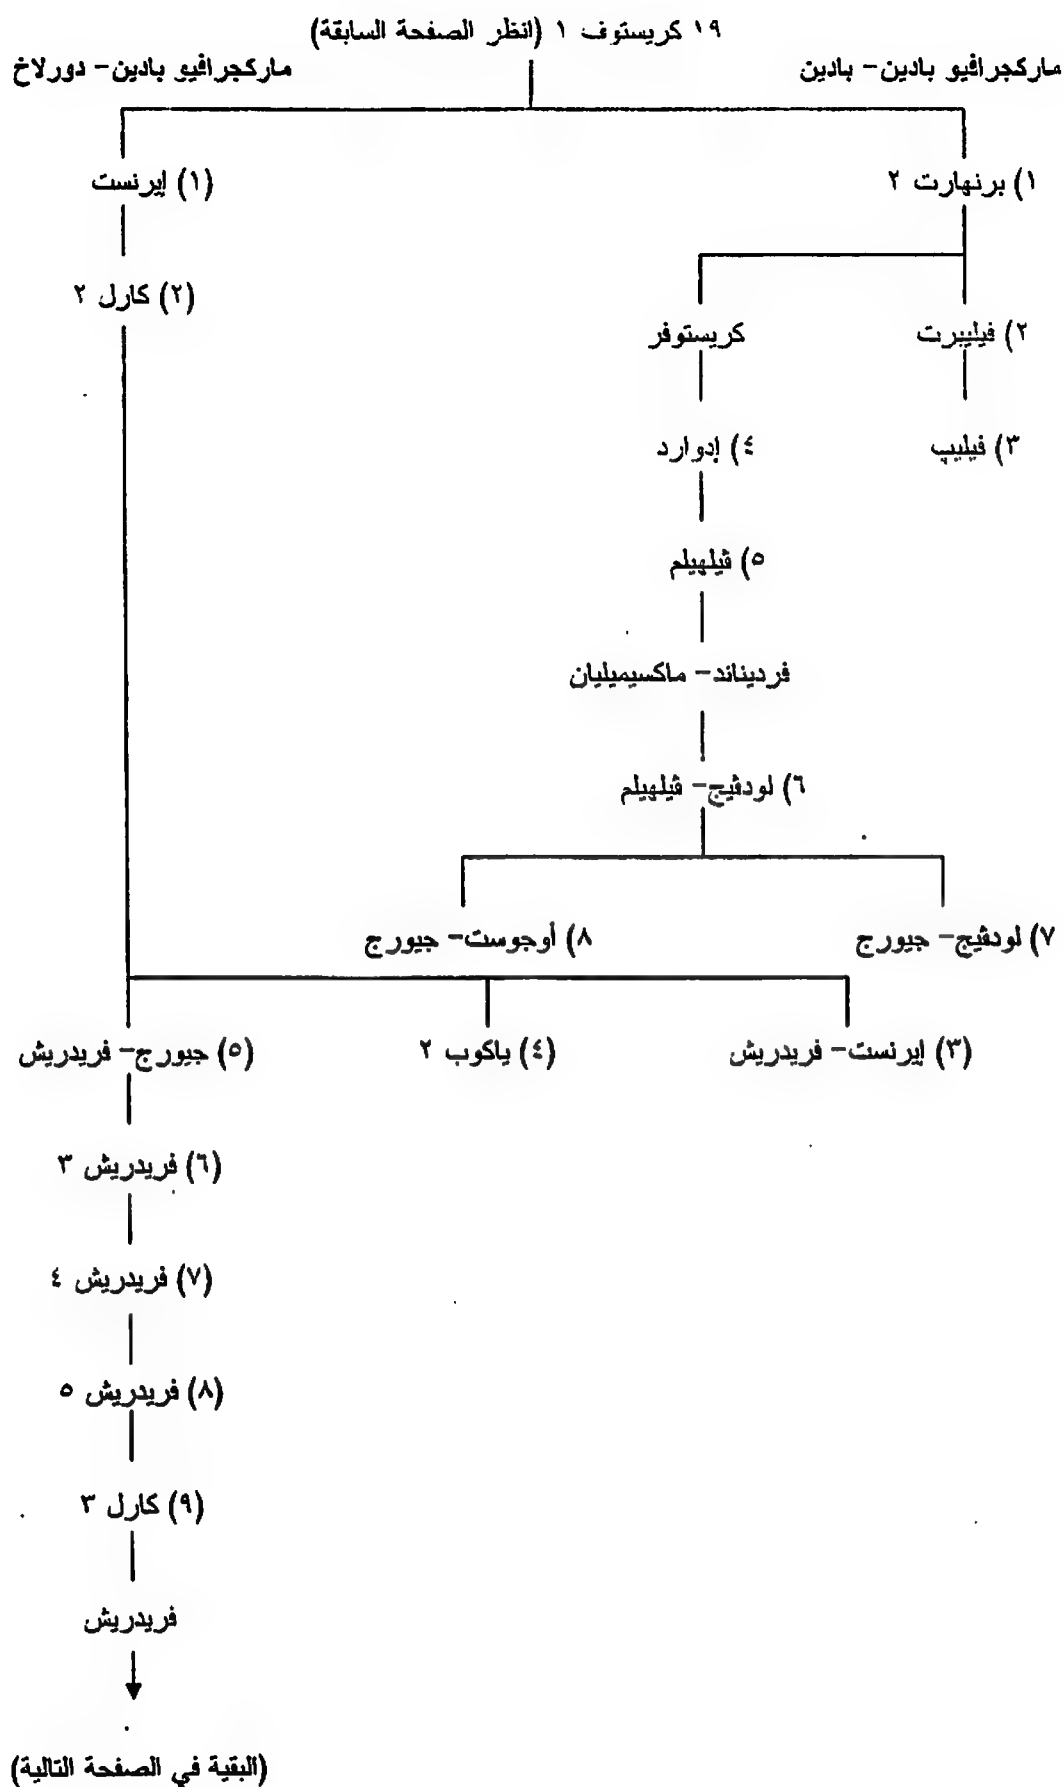 ١٩ كريستوف ١ (انظر الصفحة السابقة)
ماركجرافيو بادين- بادين
ماركجرافيو بادين- دورلاخ
١) برنهارت ٢
(١) إيرنست
(٢) كارل ٢
٢) فيليبرت
كريستوفر
٣) فيليپ
٤) إدوارد
٥) ڤيلهيلم
فرديناند- ماكسيميليان
٦) لودڤيج- ڤيلهيلم
٧) لودڤيج- جيورج
٨) أوجوست- جيورج
(٣) إيرنست- فريدريش
(٤) ياكوب ٢
(٥) جيورج- فريدريش
(٦) فريدريش ٣
(٧) فريدريش ٤
(٨) فريدريش ٥
(٩) كارل ٣
فريدريش
(البقية في الصفحة التالية)